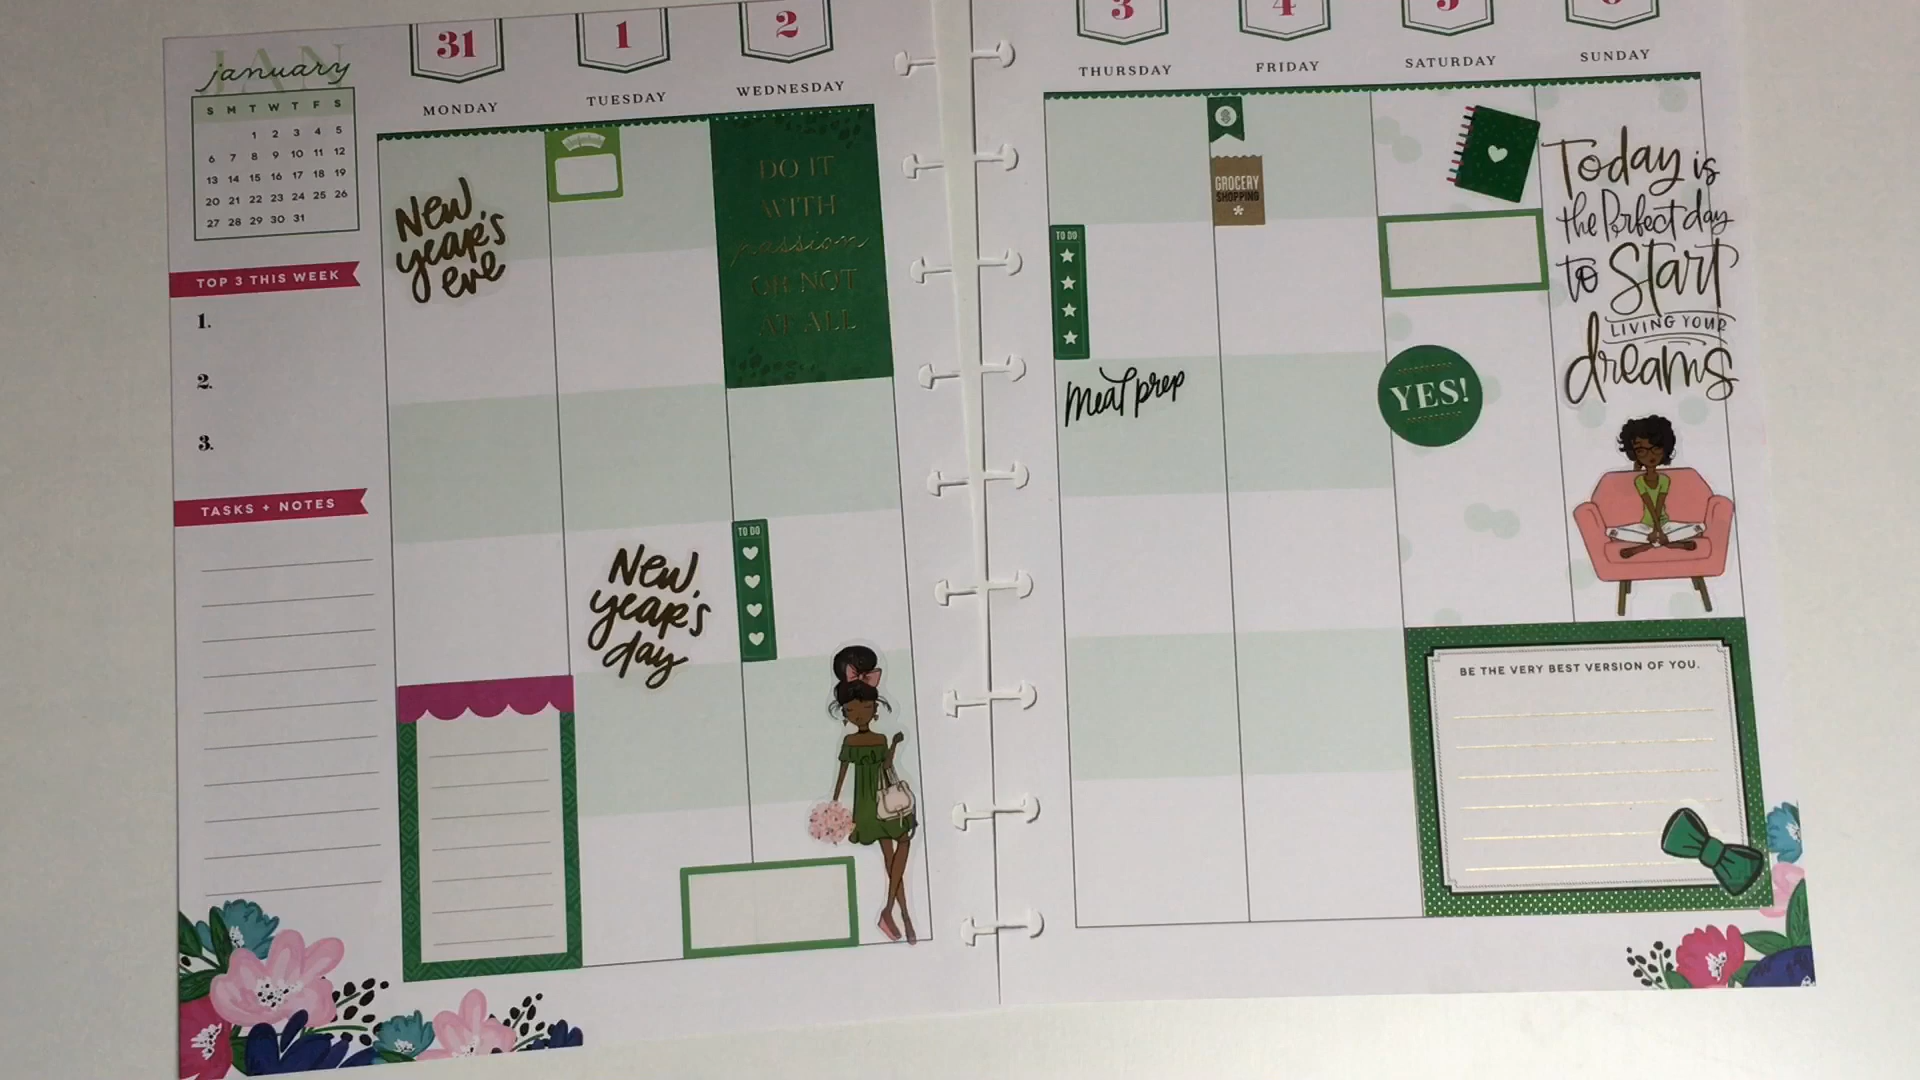 JAN
january
S M T W T F S
1 2 3 4 5
6 7 8 9 10 11 12
13 14 15 16 17 18 19
20 21 22 23 24 25 26
27 28 29 30 31
TOP 3 THIS WEEK
1.
2.
3.
TASKS + NOTES
31
MONDAY
New
year's
eve
1
TUESDAY
New
year's
day
2
WEDNESDAY
DO IT
WITH
passion
OR NOT
AT ALL
TO DO
3
THURSDAY
TO DO
Meal prep
4
FRIDAY
$
GROCERY
SHOPPING
*
5
SATURDAY
YES!
6
SUNDAY
Today is
the Perfect day
to Start
LIVING YOUR
dreams
BE THE VERY BEST VERSION OF YOU.